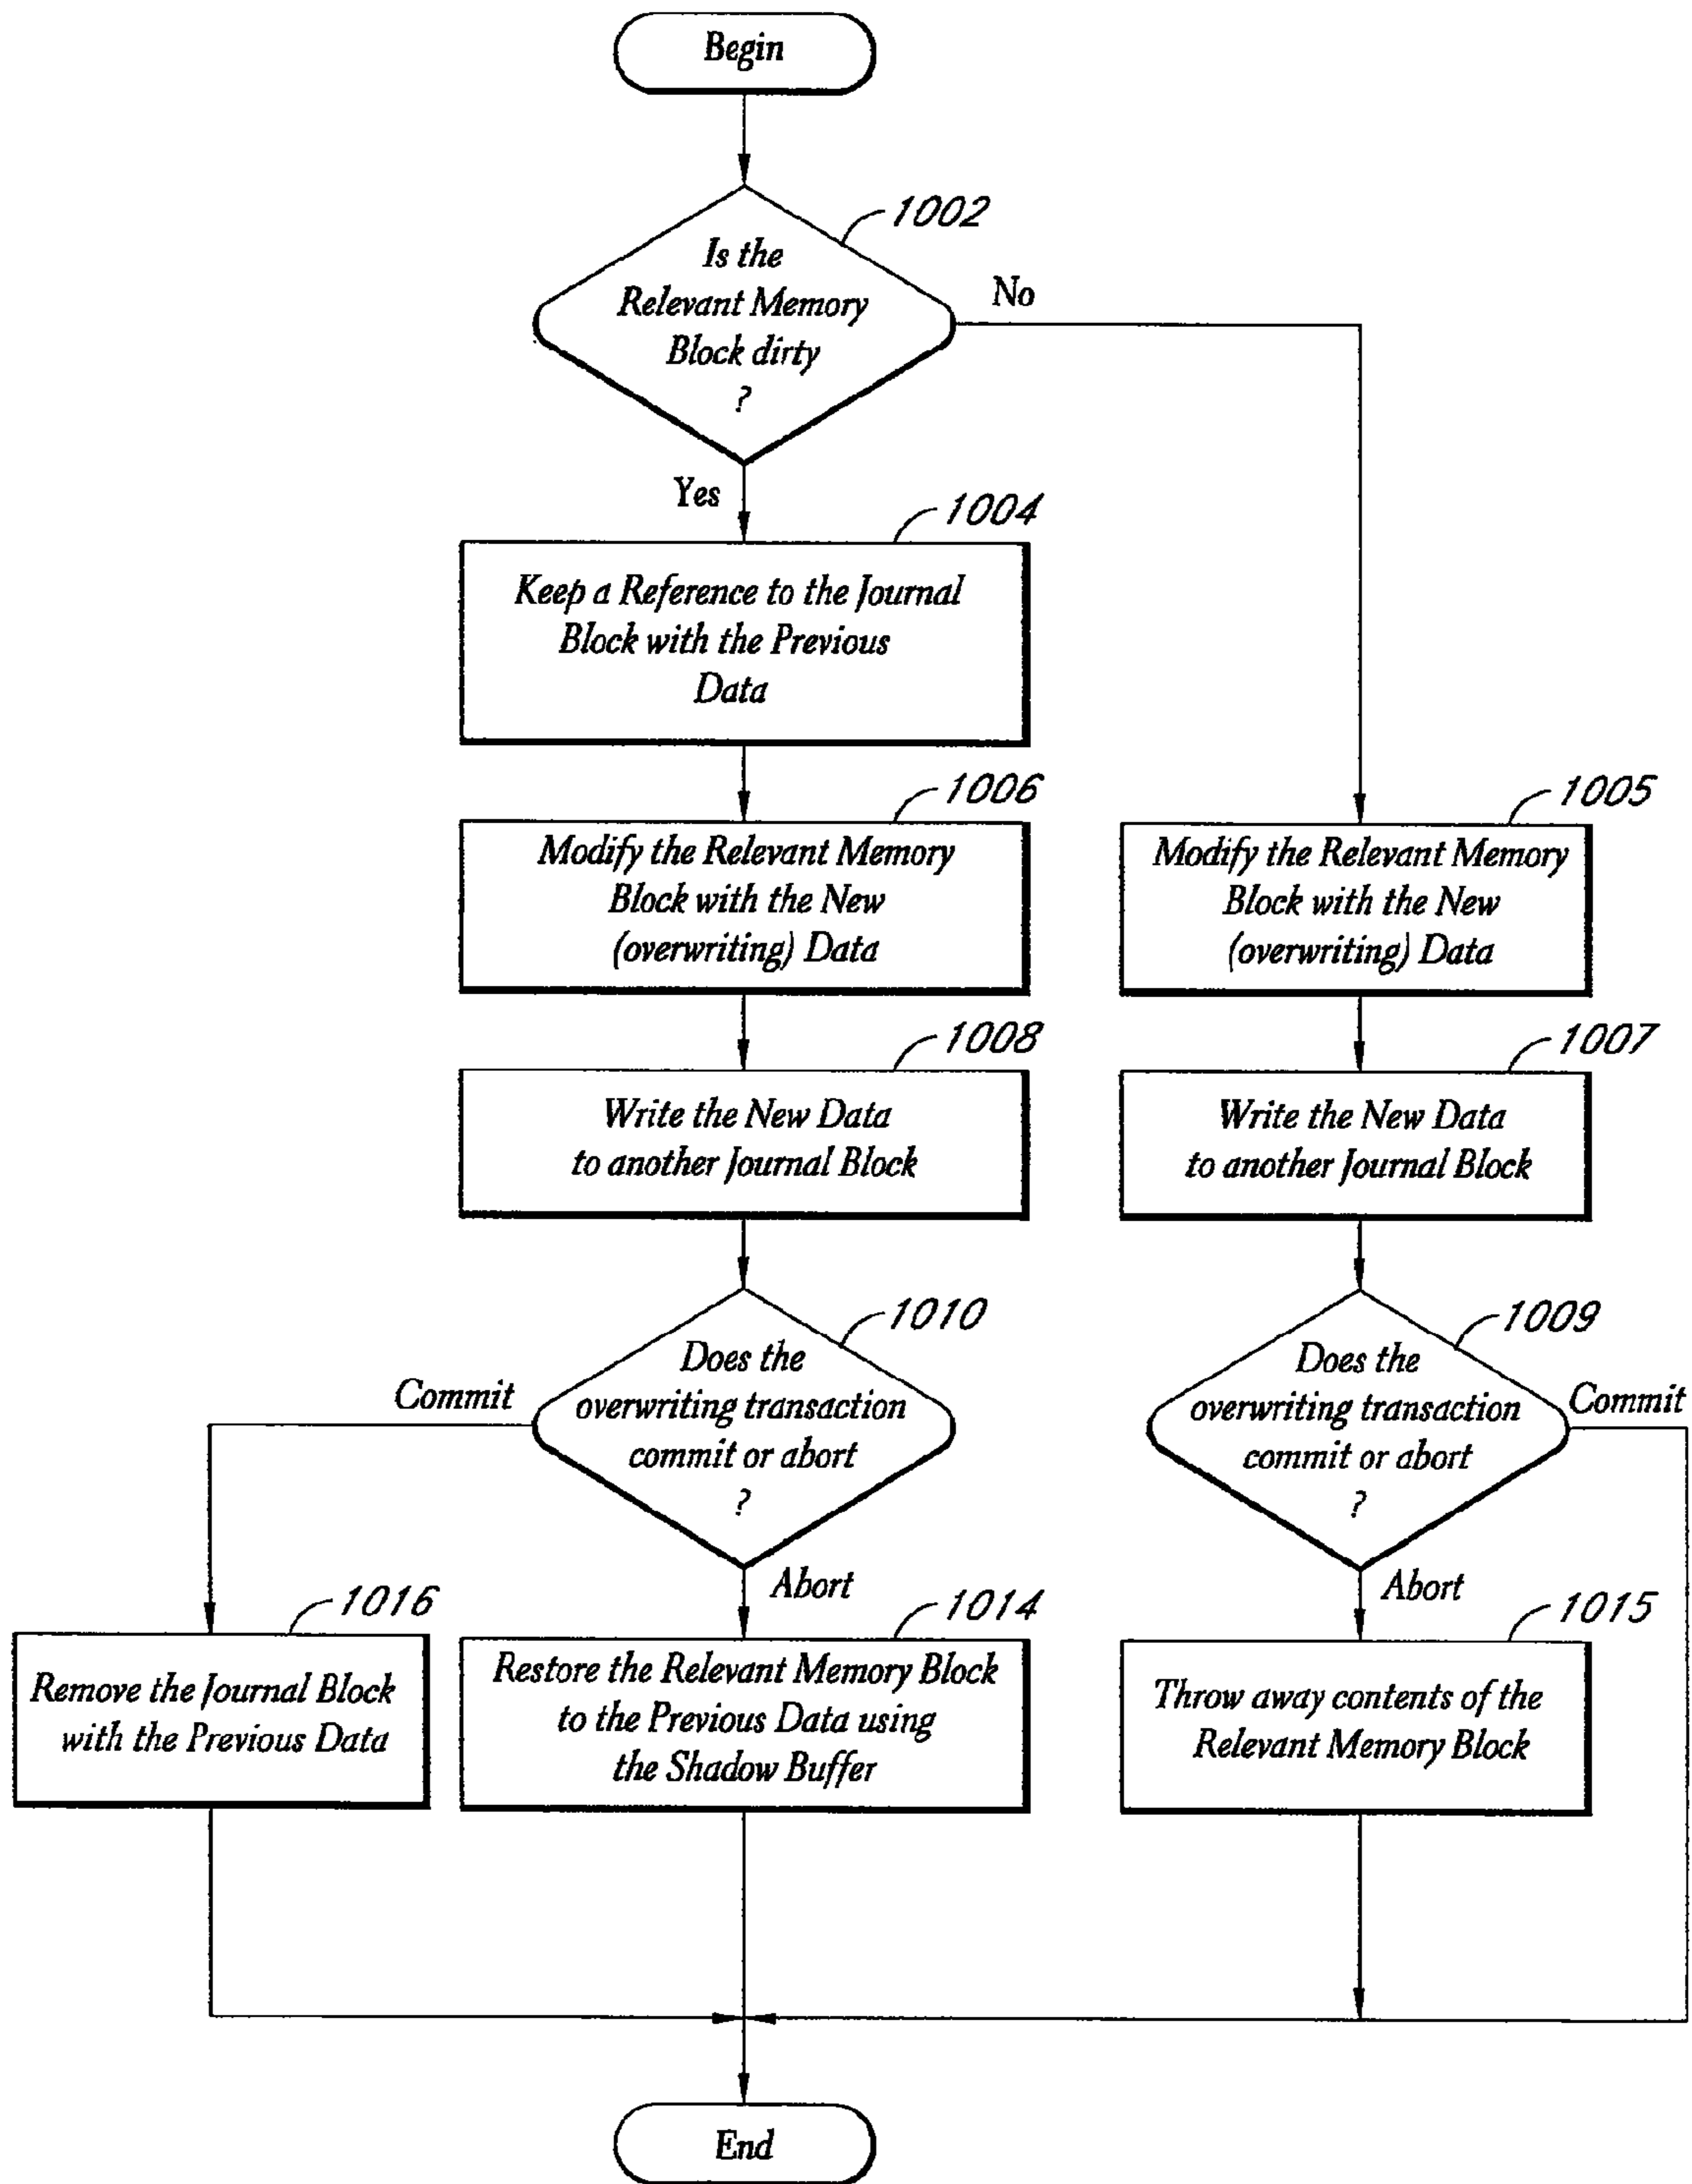 Begin
1002
Is the
Relevant Memory
Block dirty
?
No
Yes
1004
Keep a Reference to the Journal
Block with the Previous
Data
1006
Modify the Relevant Memory
Block with the New
(overwriting) Data
1005
Modify the Relevant Memory
Block with the New
(overwriting) Data
1008
Write the New Data
to another Journal Block
1007
Write the New Data
to another Journal Block
1010
Does the
overwriting transaction
commit or abort
?
Commit
Abort
1009
Does the
overwriting transaction
commit or abort
?
Commit
Abort
1016
Remove the Journal Block
with the Previous Data
1014
Restore the Relevant Memory Block
to the Previous Data using
the Shadow Buffer
1015
Throw away contents of the
Relevant Memory Block
End